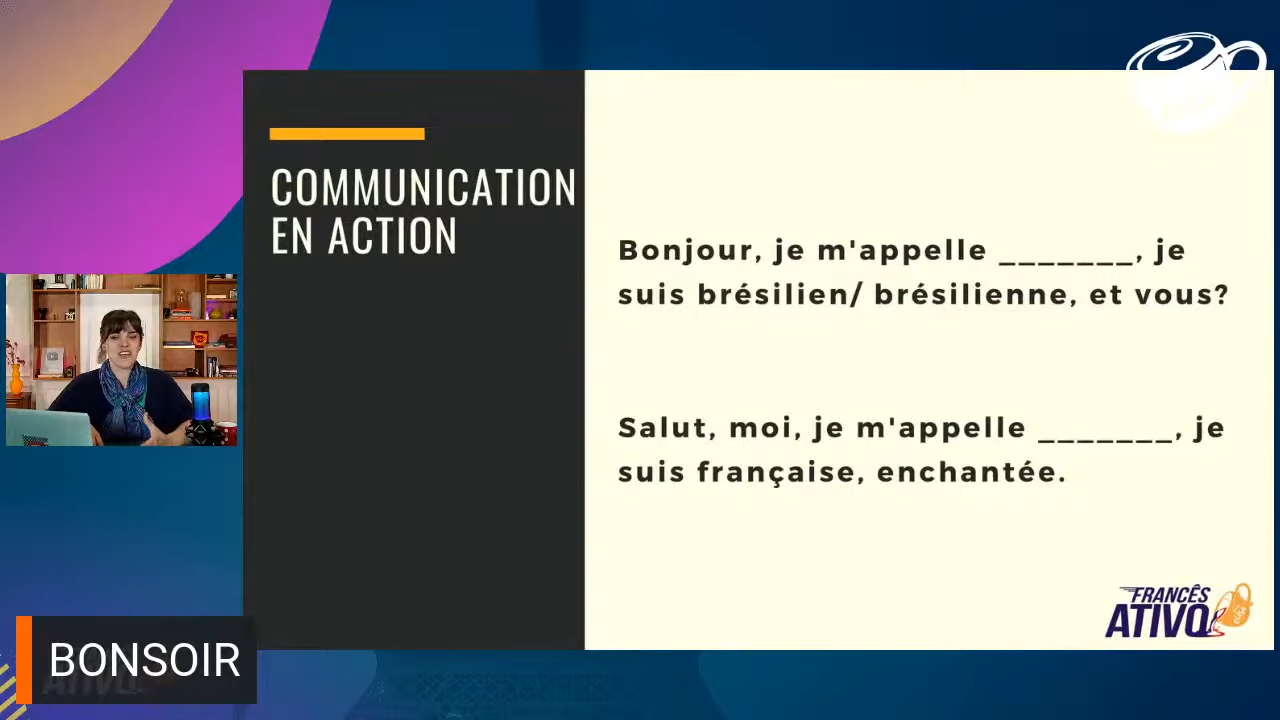 COMMUNICATION
EN ACTION
Bonjour, je m'appelle _______, je
suis brésilien/ brésilienne, et vous?
Salut, moi, je m'appelle _______, je
suis française, enchantée.
FRANCÊS
ATIVO
BONSOIR